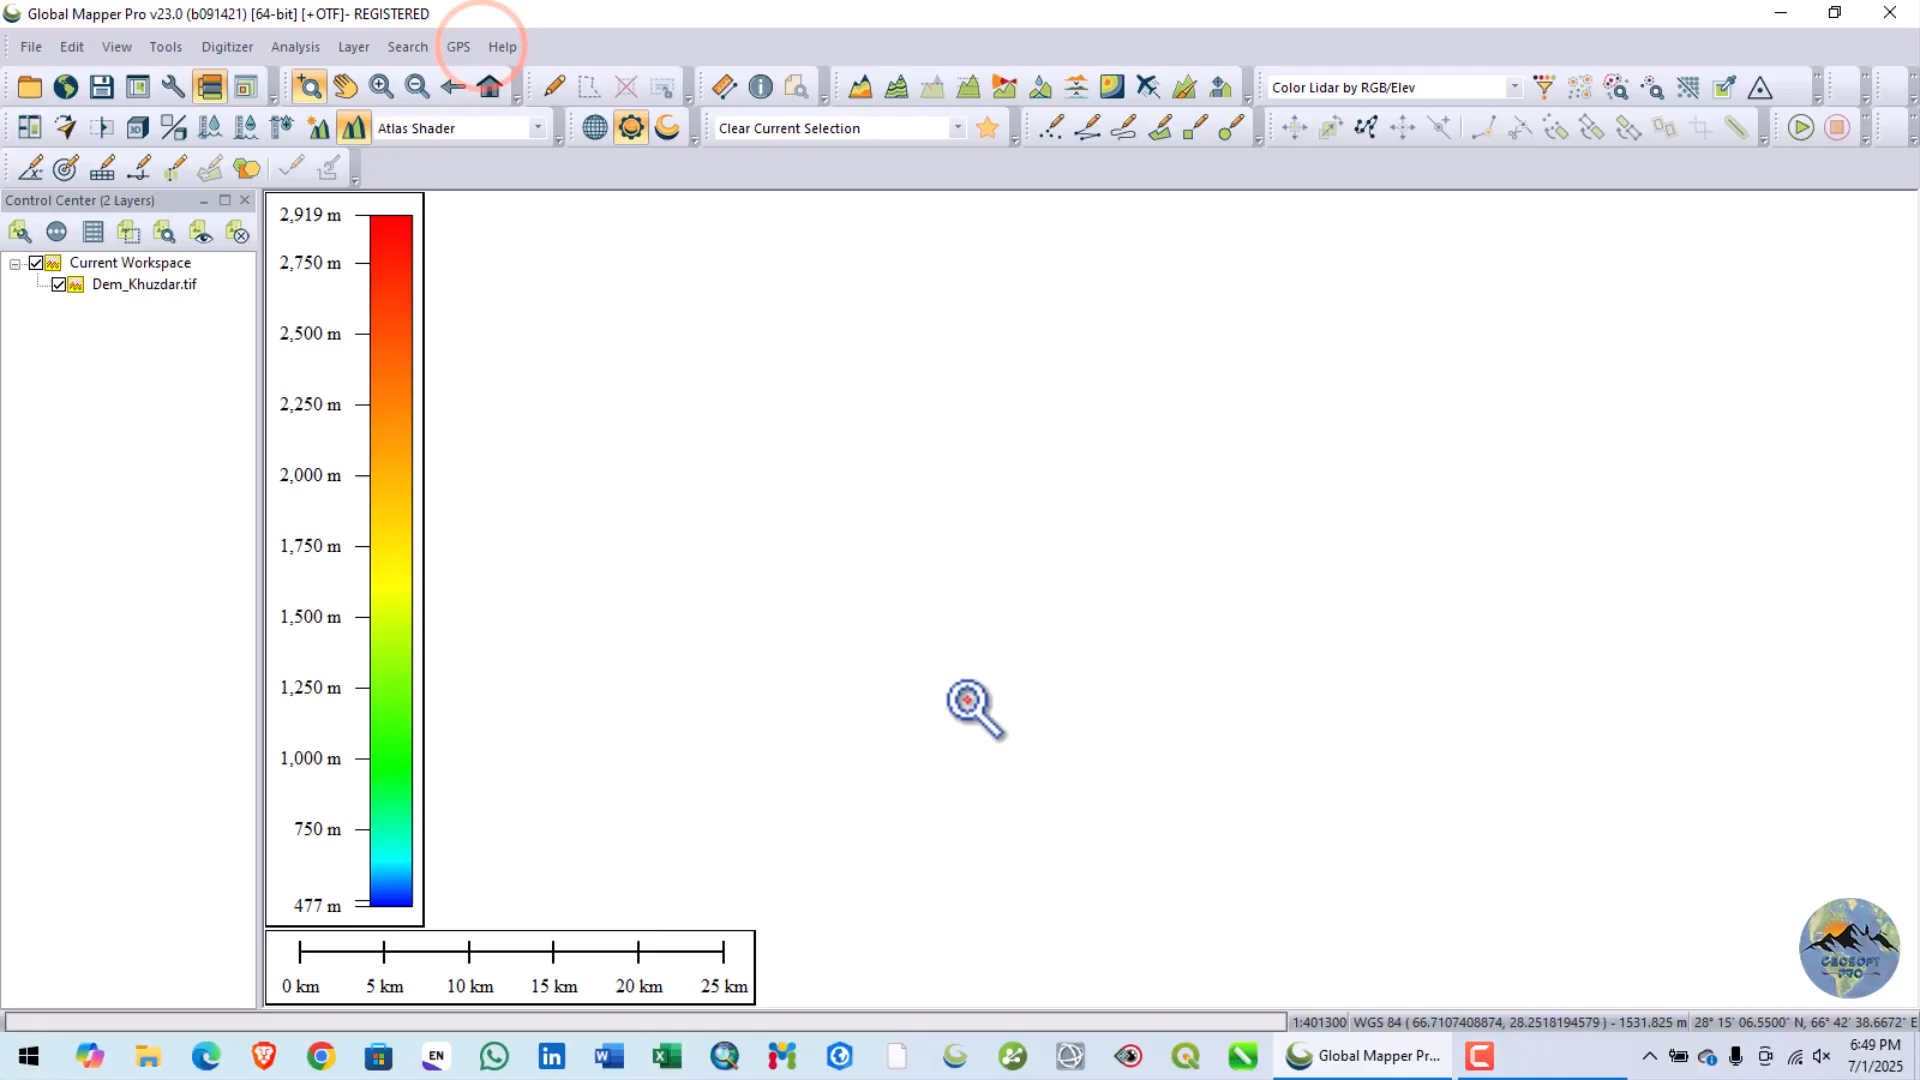 Global Mapper Pro v23.0 (b091421) [64-bit] [+OTF]- REGISTERED
File Edit View Tools Digitizer Analysis Layer Search GPS Help
Color Lidar by RGB/Elev
3D
Atlas Shader
Clear Current Selection
Control Center (2 Layers)
Current Workspace
Dem_Khuzdar.tif
2,919 m
2,750 m
2,500 m
2,250 m
2,000 m
1,750 m
1,500 m
1,250 m
1,000 m
750 m
477 m
0 km 5 km 10 km 15 km 20 km 25 km
GEOSOFT
PRO
1:401300 WGS 84 ( 66.7107408874, 28.2518194579 ) - 1531.825 m 28° 15' 06.5500" N, 66° 42' 38.6672" E
EN
Global Mapper Pr...
6:49 PM
7/1/2025